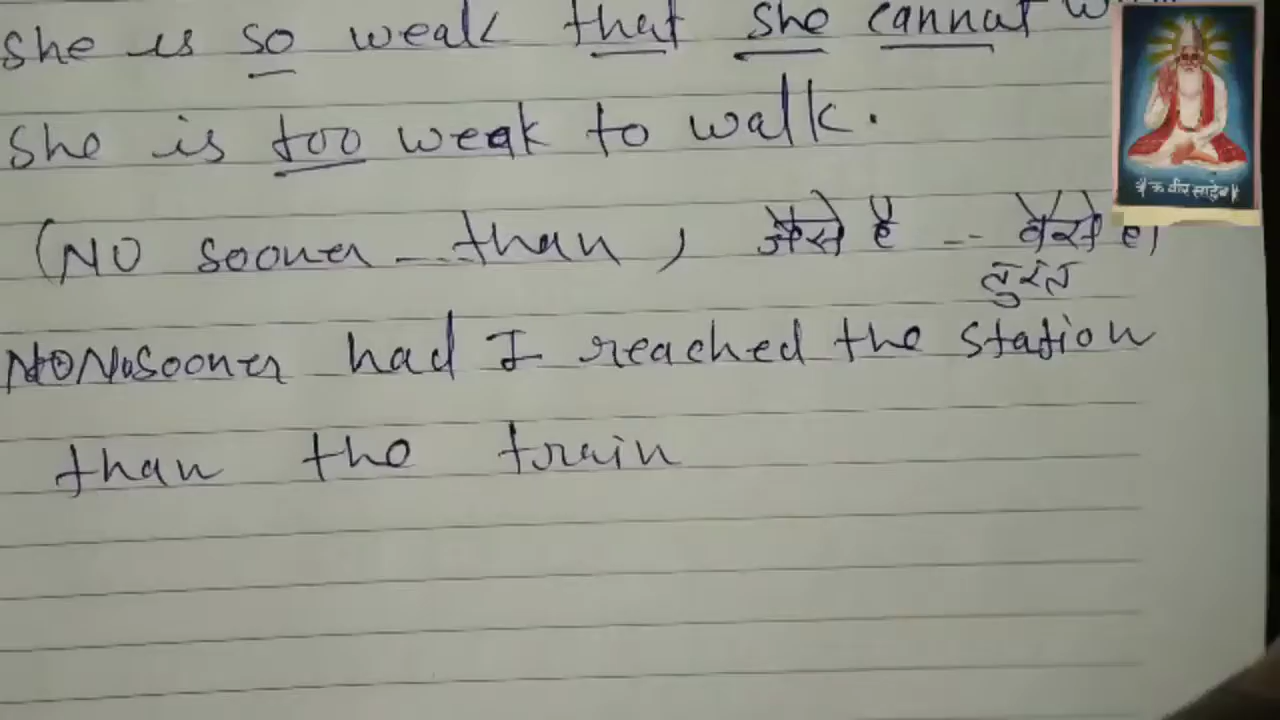 she is so weak that she cannot
she is too weak to walk.
(No sooner --- than) जैसे है -- वैसे ही
तुरंत
No sooner had I reached the station
than the train